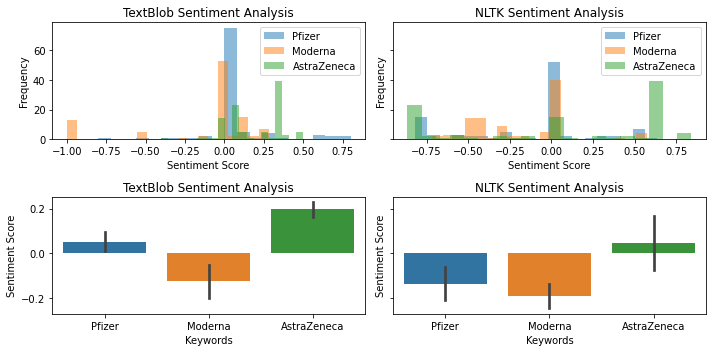 TextBlob Sentiment Analysis
Frequency
60
40
20
0
Pfizer
Moderna
AstraZeneca
−1.00 −0.75 −0.50 −0.25 0.00 0.25 0.50 0.75
Sentiment Score
NLTK Sentiment Analysis
Frequency
Pfizer
Moderna
AstraZeneca
−0.75 −0.50 −0.25 0.00 0.25 0.50 0.75
Sentiment Score
TextBlob Sentiment Analysis
Sentiment Score
0.2
0.0
−0.2
Pfizer Moderna AstraZeneca
Keywords
NLTK Sentiment Analysis
Sentiment Score
Pfizer Moderna AstraZeneca
Keywords